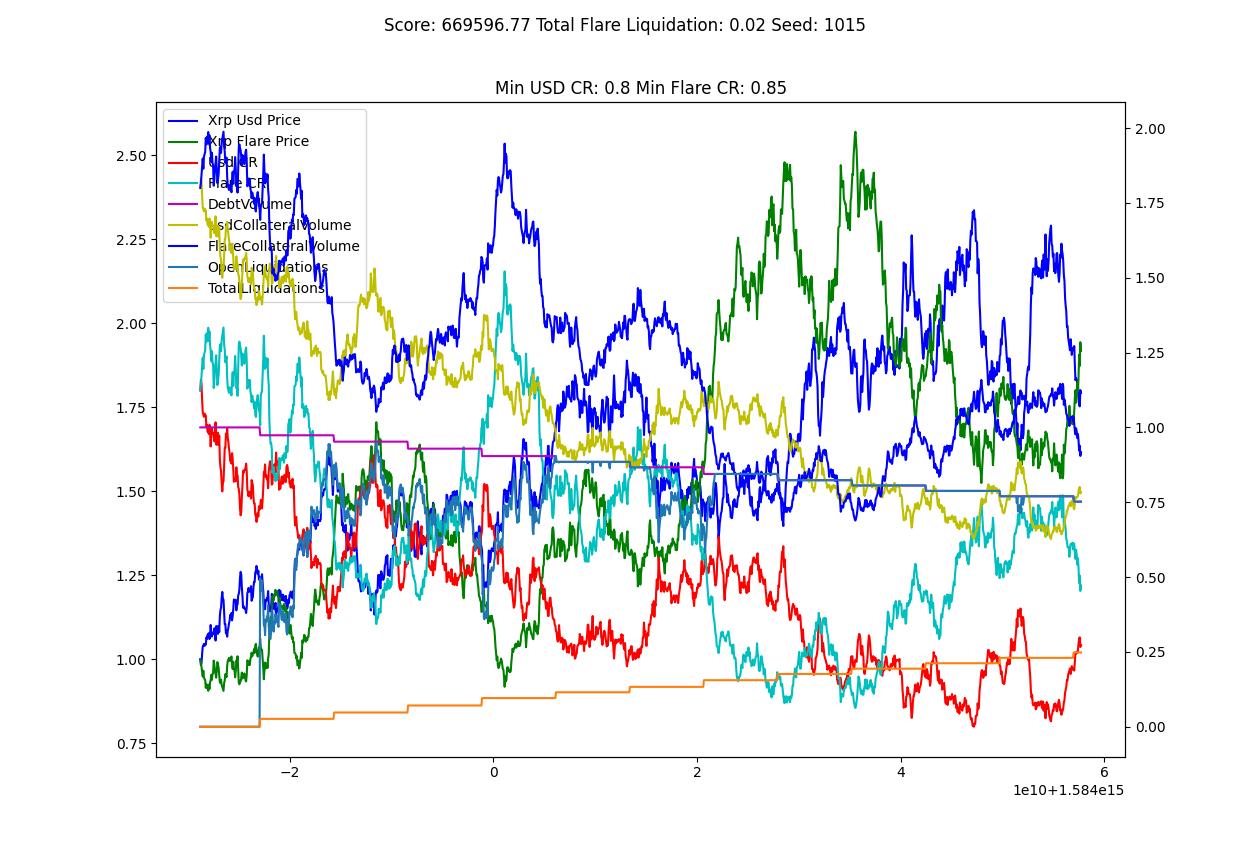 Score: 669596.77 Total Flare Liquidation: 0.02 Seed: 1015
Min USD CR: 0.8 Min Flare CR: 0.85
Xrp Usd Price
Xrp Flare Price
Usd CR
Flare CR
DebtVolume
UsdCollateralVolume
FlareCollateralVolume
OpenLiquidations
TotalLiquidations
2.50
2.25
2.00
1.75
1.50
1.25
1.00
0.75
2.00
1.75
1.50
1.25
1.00
0.75
0.50
0.25
0.00
−2 0 2 4 6
1e10+1.584e15